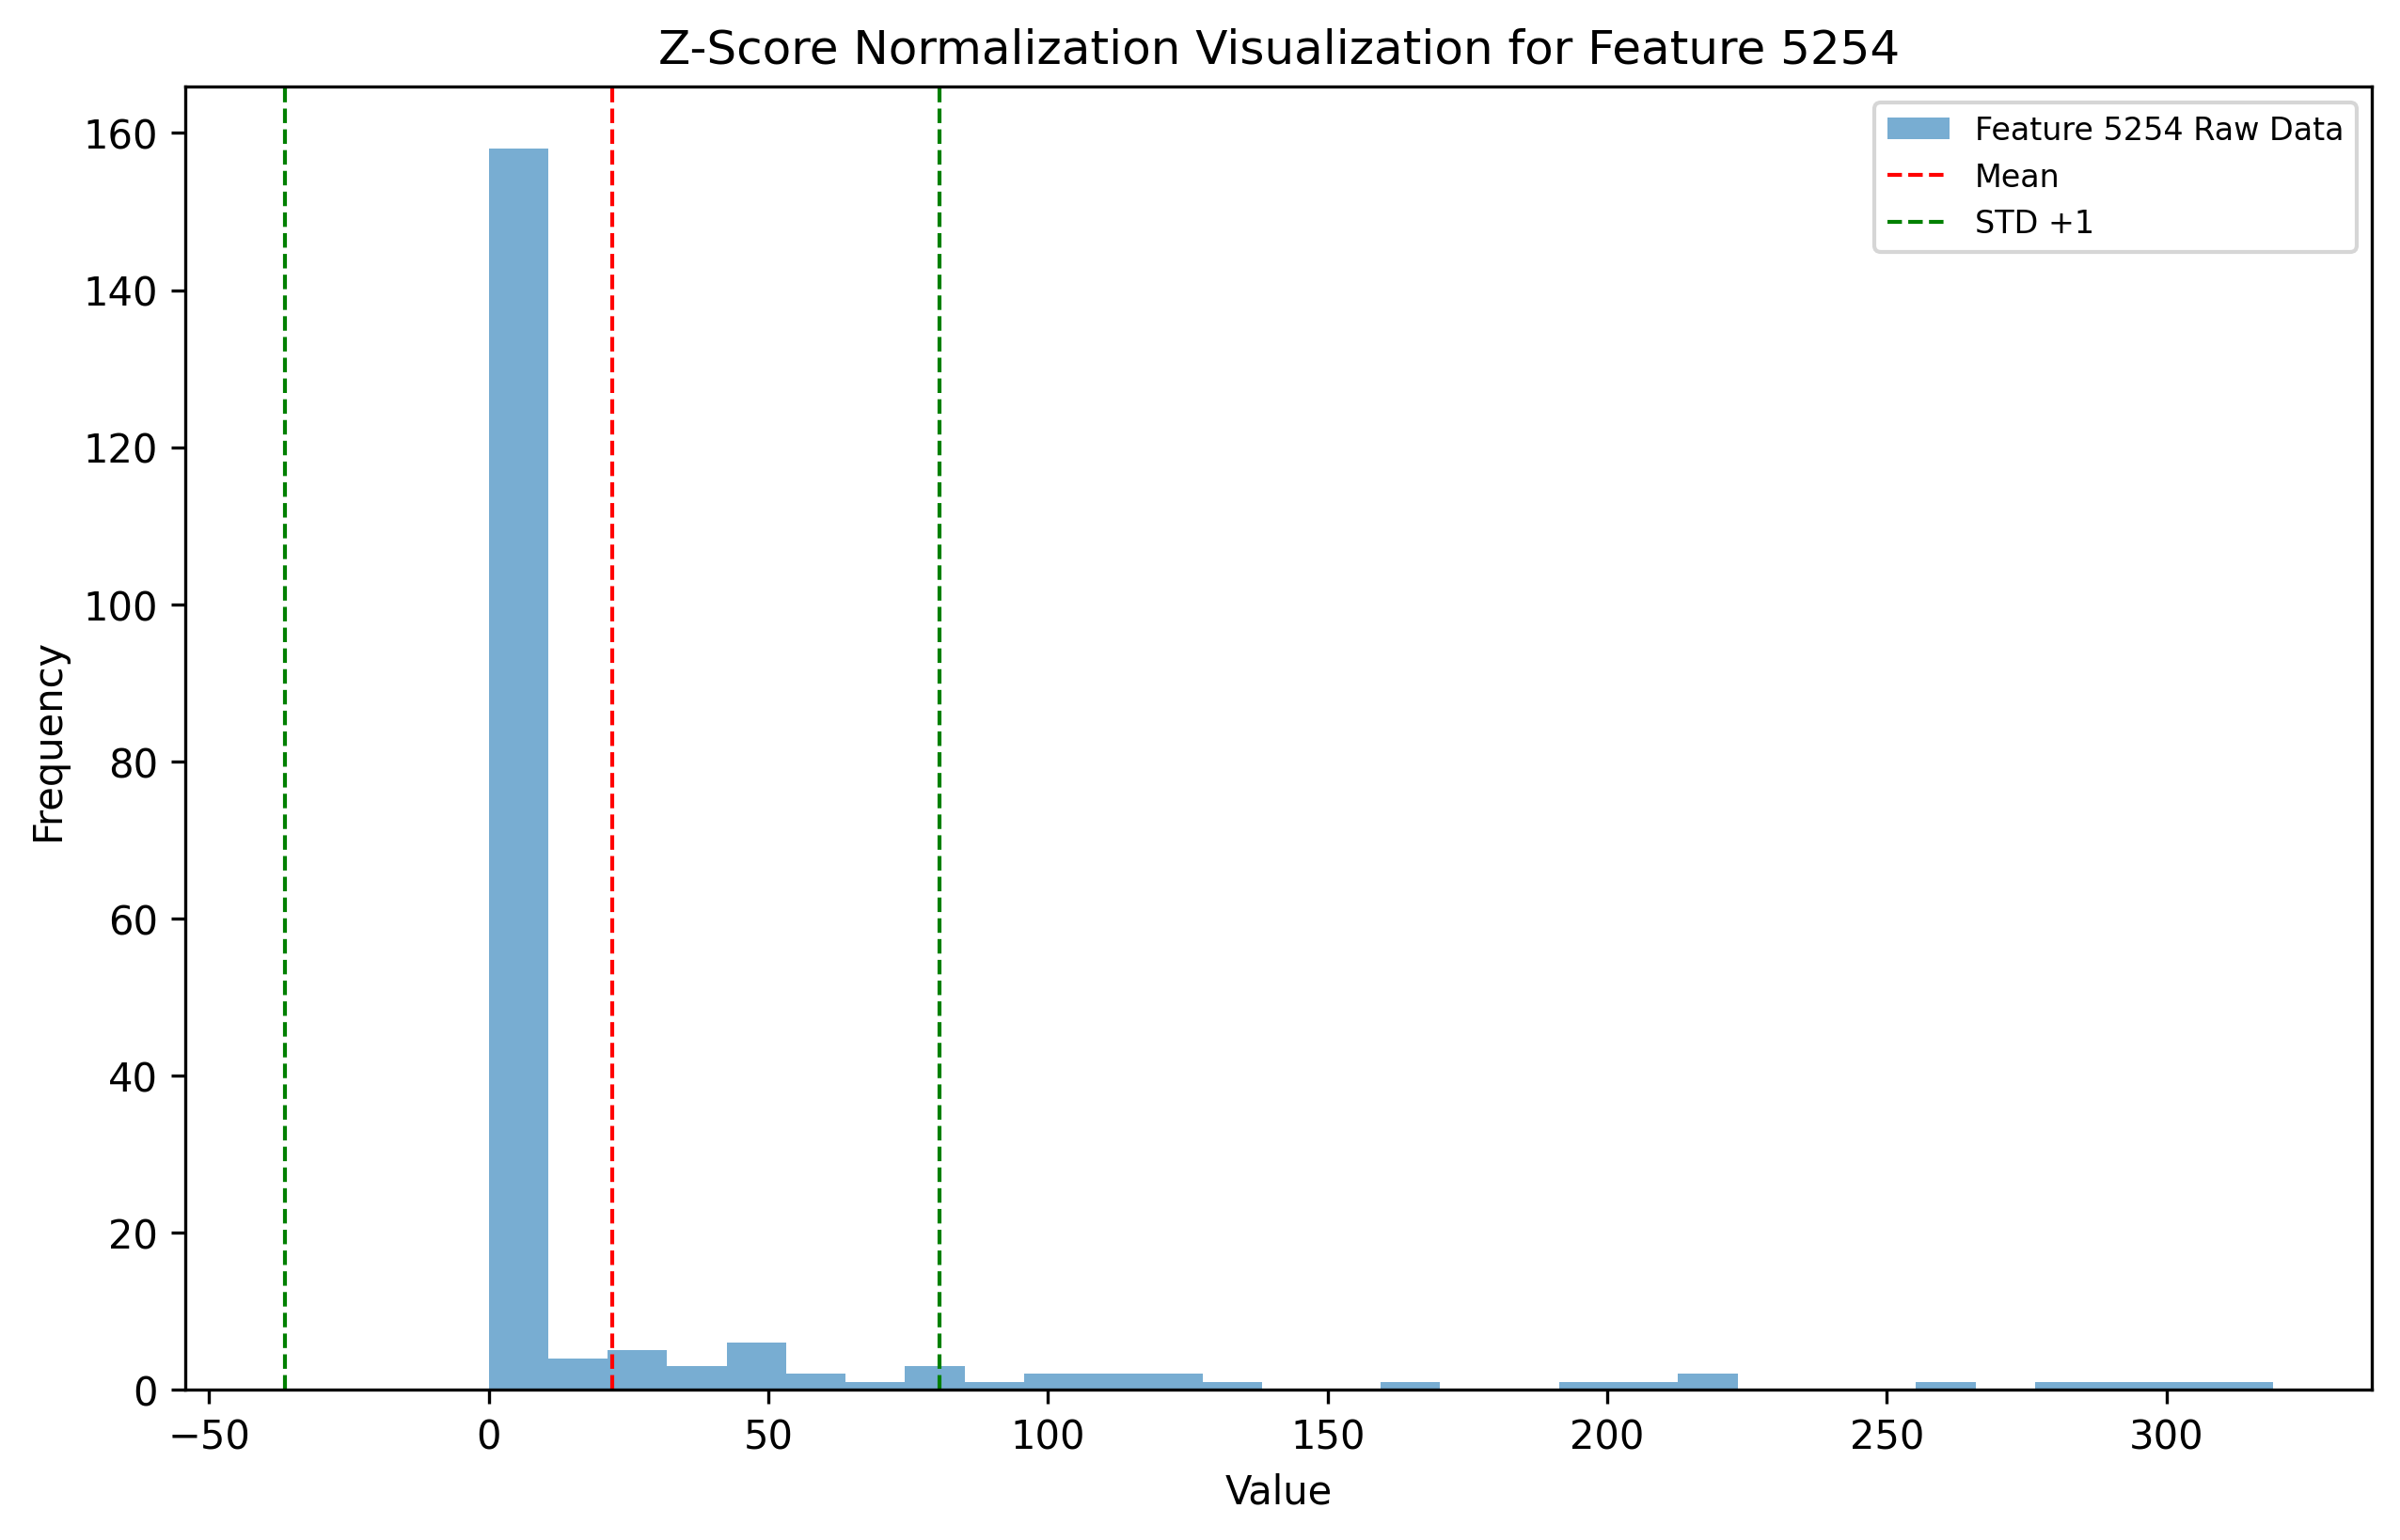 Z-Score Normalization Visualization for Feature 5254
Feature 5254 Raw Data
Mean
STD +1
160
140
120
100
80
60
40
20
0
Frequency
−50 0 50 100 150 200 250 300
Value